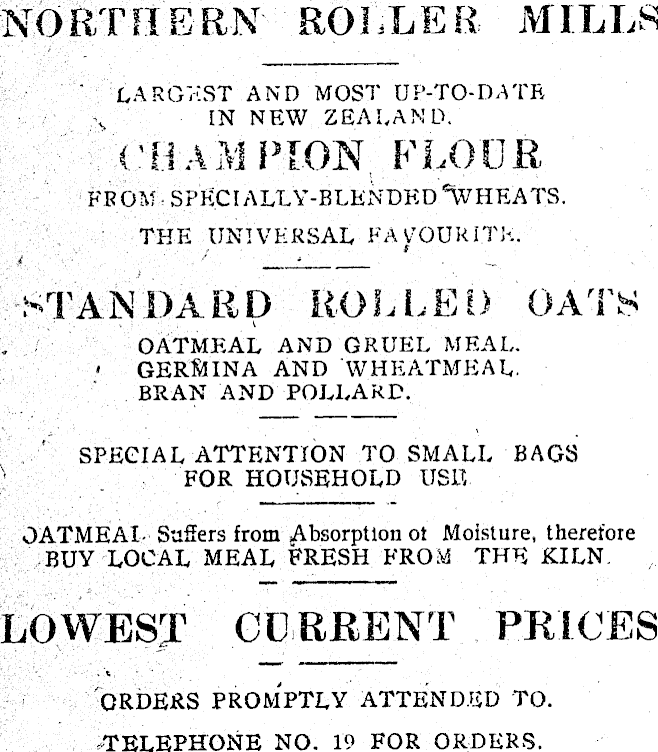 NORTHERN ROLLER MILLS
LARGEST AND MOST UP-TO-DATE
IN NEW ZEALAND.
CHAMPION FLOUR
FROM SPECIALLY-BLENDED WHEATS.
THE UNIVERSAL FAVOURITE.
STANDARD ROLLED OATS
OATMEAL AND GRUEL MEAL.
GERMINA AND WHEATMEAL.
BRAN AND POLLARD.
SPECIAL ATTENTION TO SMALL BAGS
FOR HOUSEHOLD USE
OATMEAL Suffers from Absorption of Moisture, therefore
BUY LOCAL MEAL FRESH FROM THE KILN.
LOWEST CURRENT PRICES
ORDERS PROMPTLY ATTENDED TO.
TELEPHONE NO. 19 FOR ORDERS.